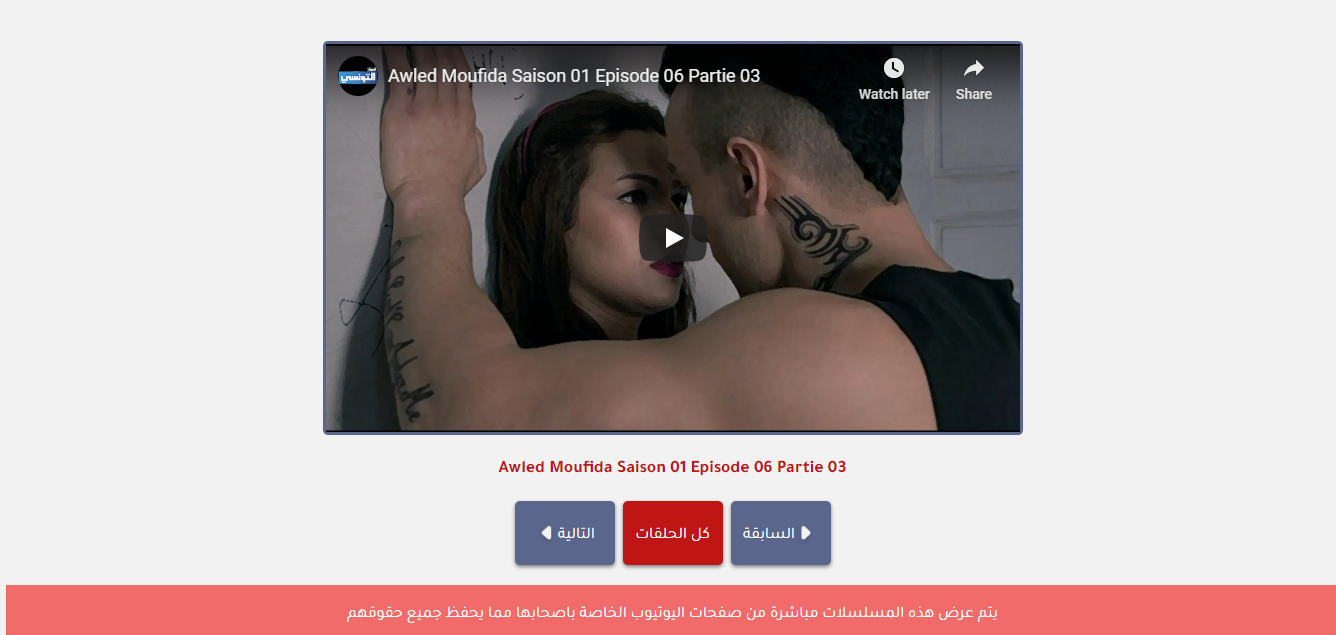 التونسي
Awled Moufida Saison 01 Episode 06 Partie 03
Watch later
Share
Awled Moufida Saison 01 Episode 06 Partie 03
السابقة
كل الحلقات
التالية
يتم عرض هذه المسلسلات مباشرة من صفحات اليوتيوب الخاصة باصحابها مما يحفظ جميع حقوقهم